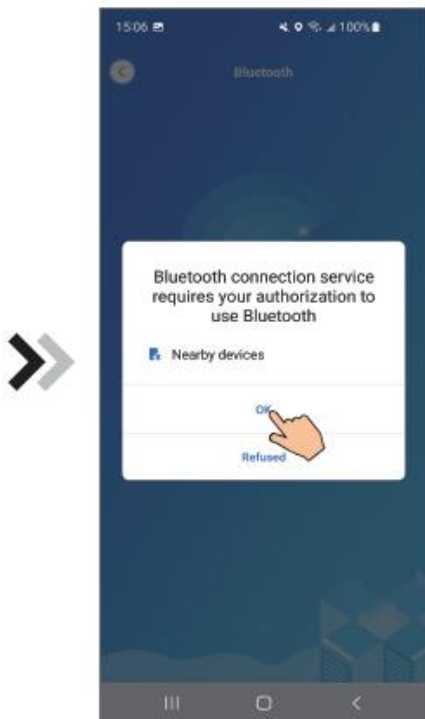 15:06 100%
Bluetooth
Bluetooth connection service
requires your authorization to
use Bluetooth
Nearby devices
OK
Refused